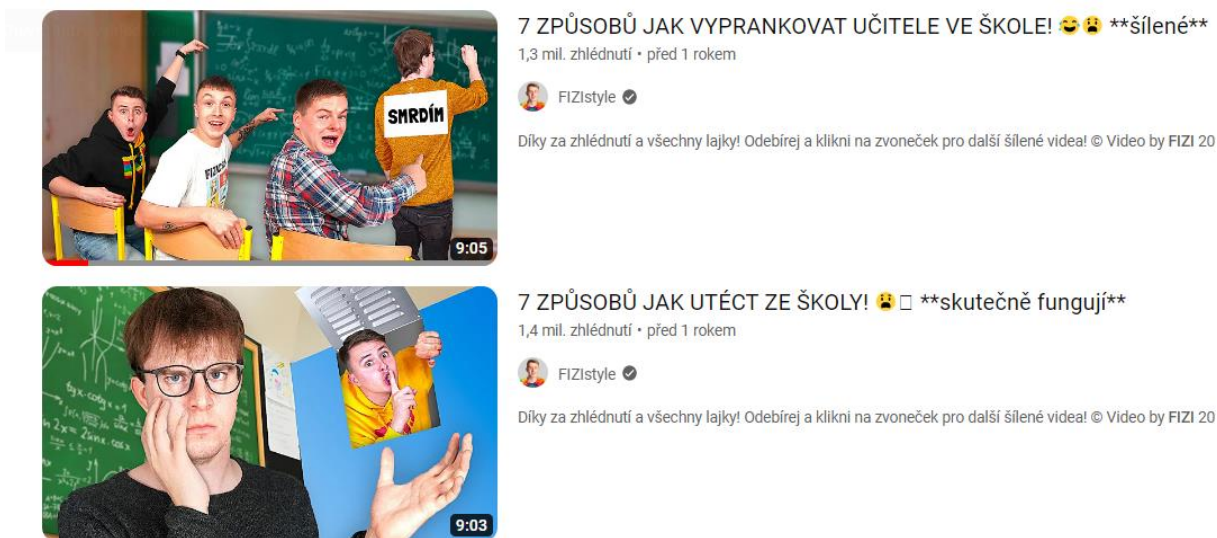 7 ZPŮSOBŮ JAK VYPRANKOVAT UČITELE VE ŠKOLE! 😂😫 **šílené**
1,3 mil. zhlédnutí • před 1 rokem
FIZIstyle
Díky za zhlédnutí a všechny lajky! Odebírej a klikni na zvoneček pro další šílené videa! © Video by FIZI 20
SMRDÍM
9:05
7 ZPŮSOBŮ JAK UTÉCT ZE ŠKOLY! 😫 **skutečně fungují**
1,4 mil. zhlédnutí • před 1 rokem
FIZIstyle
Díky za zhlédnutí a všechny lajky! Odebírej a klikni na zvoneček pro další šílené videa! © Video by FIZI 20
9:03